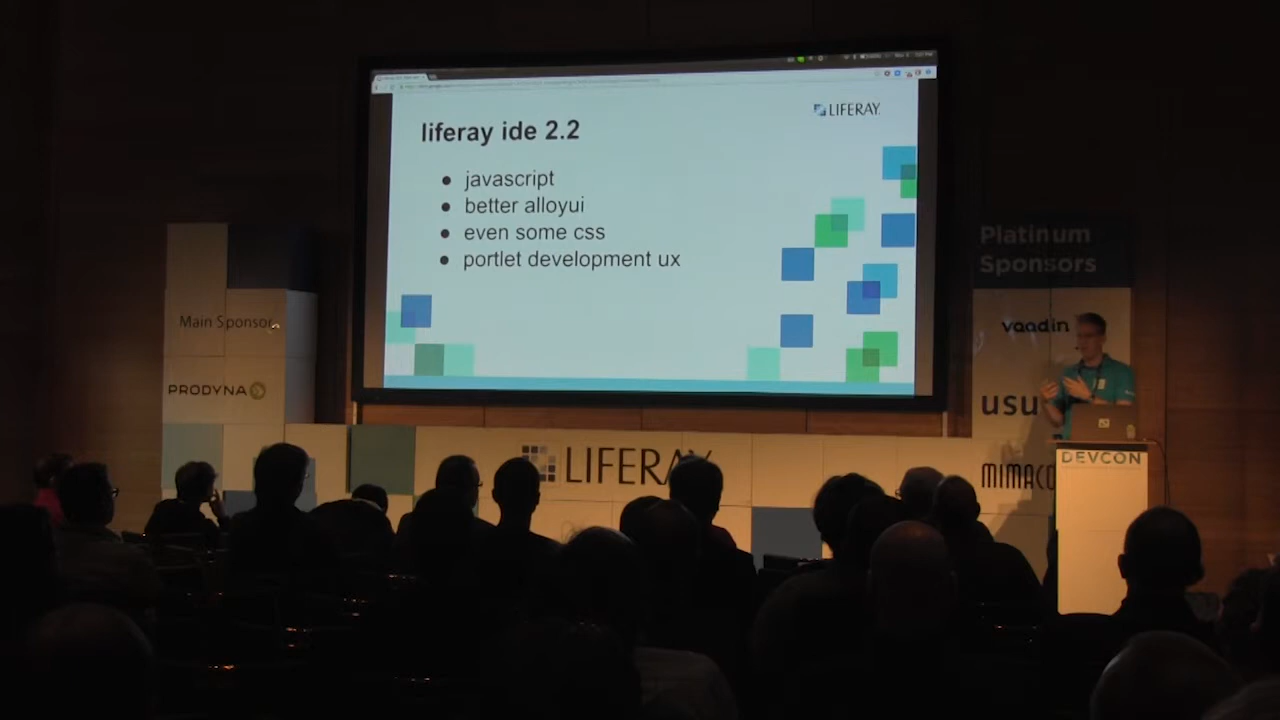 LIFERAY.
liferay ide 2.2
• javascript
• better alloyui
• even some css
• portlet development ux
Main Sponsor
PRODYNA
Platinum
Sponsors
vaadin
usu
MIMACO
LIFERAY
DEVCON